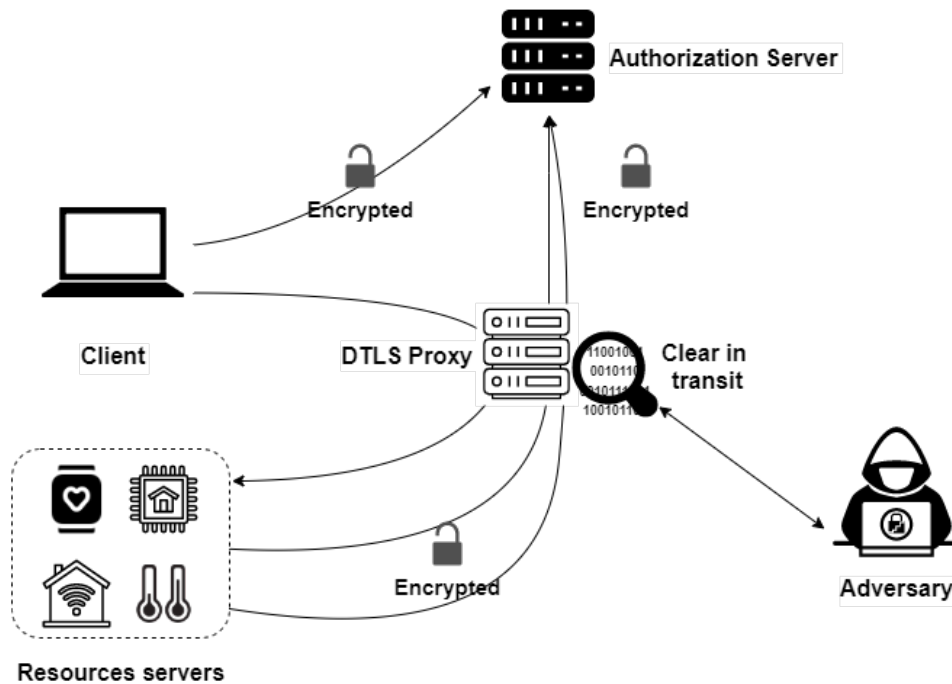 Authorization Server
Encrypted
Encrypted
Client
DTLS Proxy
Clear in
transit
Encrypted
Adversary
Resources servers